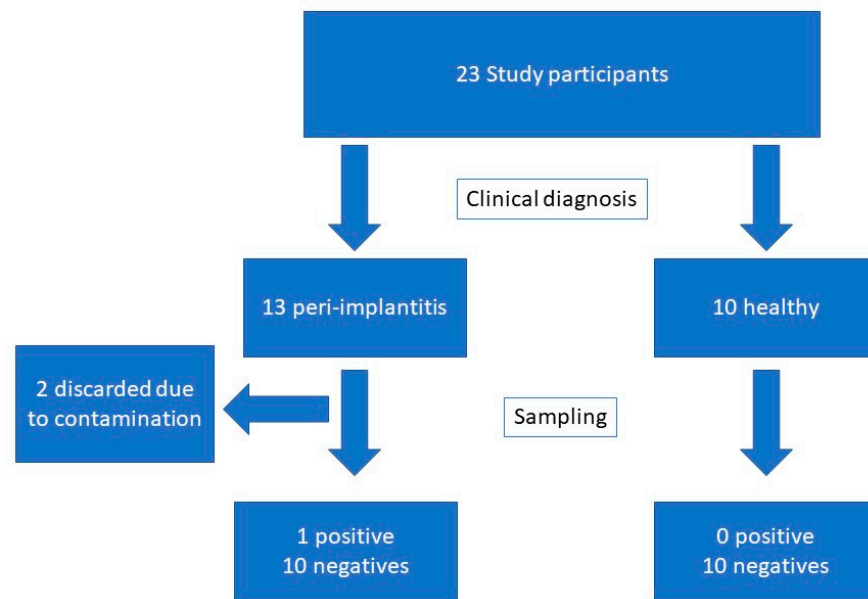 23 Study participants
Clinical diagnosis
13 peri-implantitis
10 healthy
2 discarded due
to contamination
Sampling
1 positive
10 negatives
0 positive
10 negatives